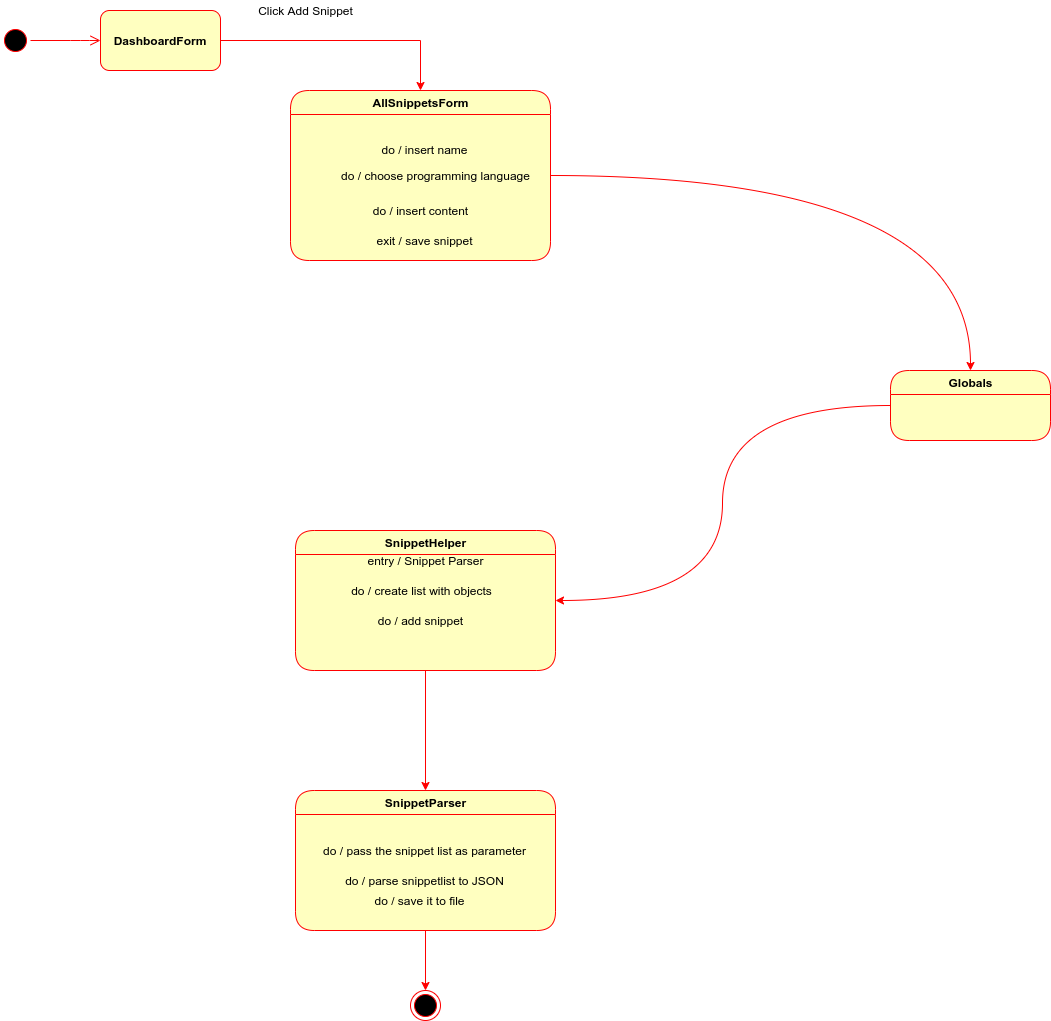 Click Add Snippet
DashboardForm
AllSnippetsForm
do / insert name
do / choose programming language
do / insert content
exit / save snippet
Globals
SnippetHelper
entry / Snippet Parser
do / create list with objects
do / add snippet
SnippetParser
do / pass the snippet list as parameter
do / parse snippetlist to JSON
do / save it to file